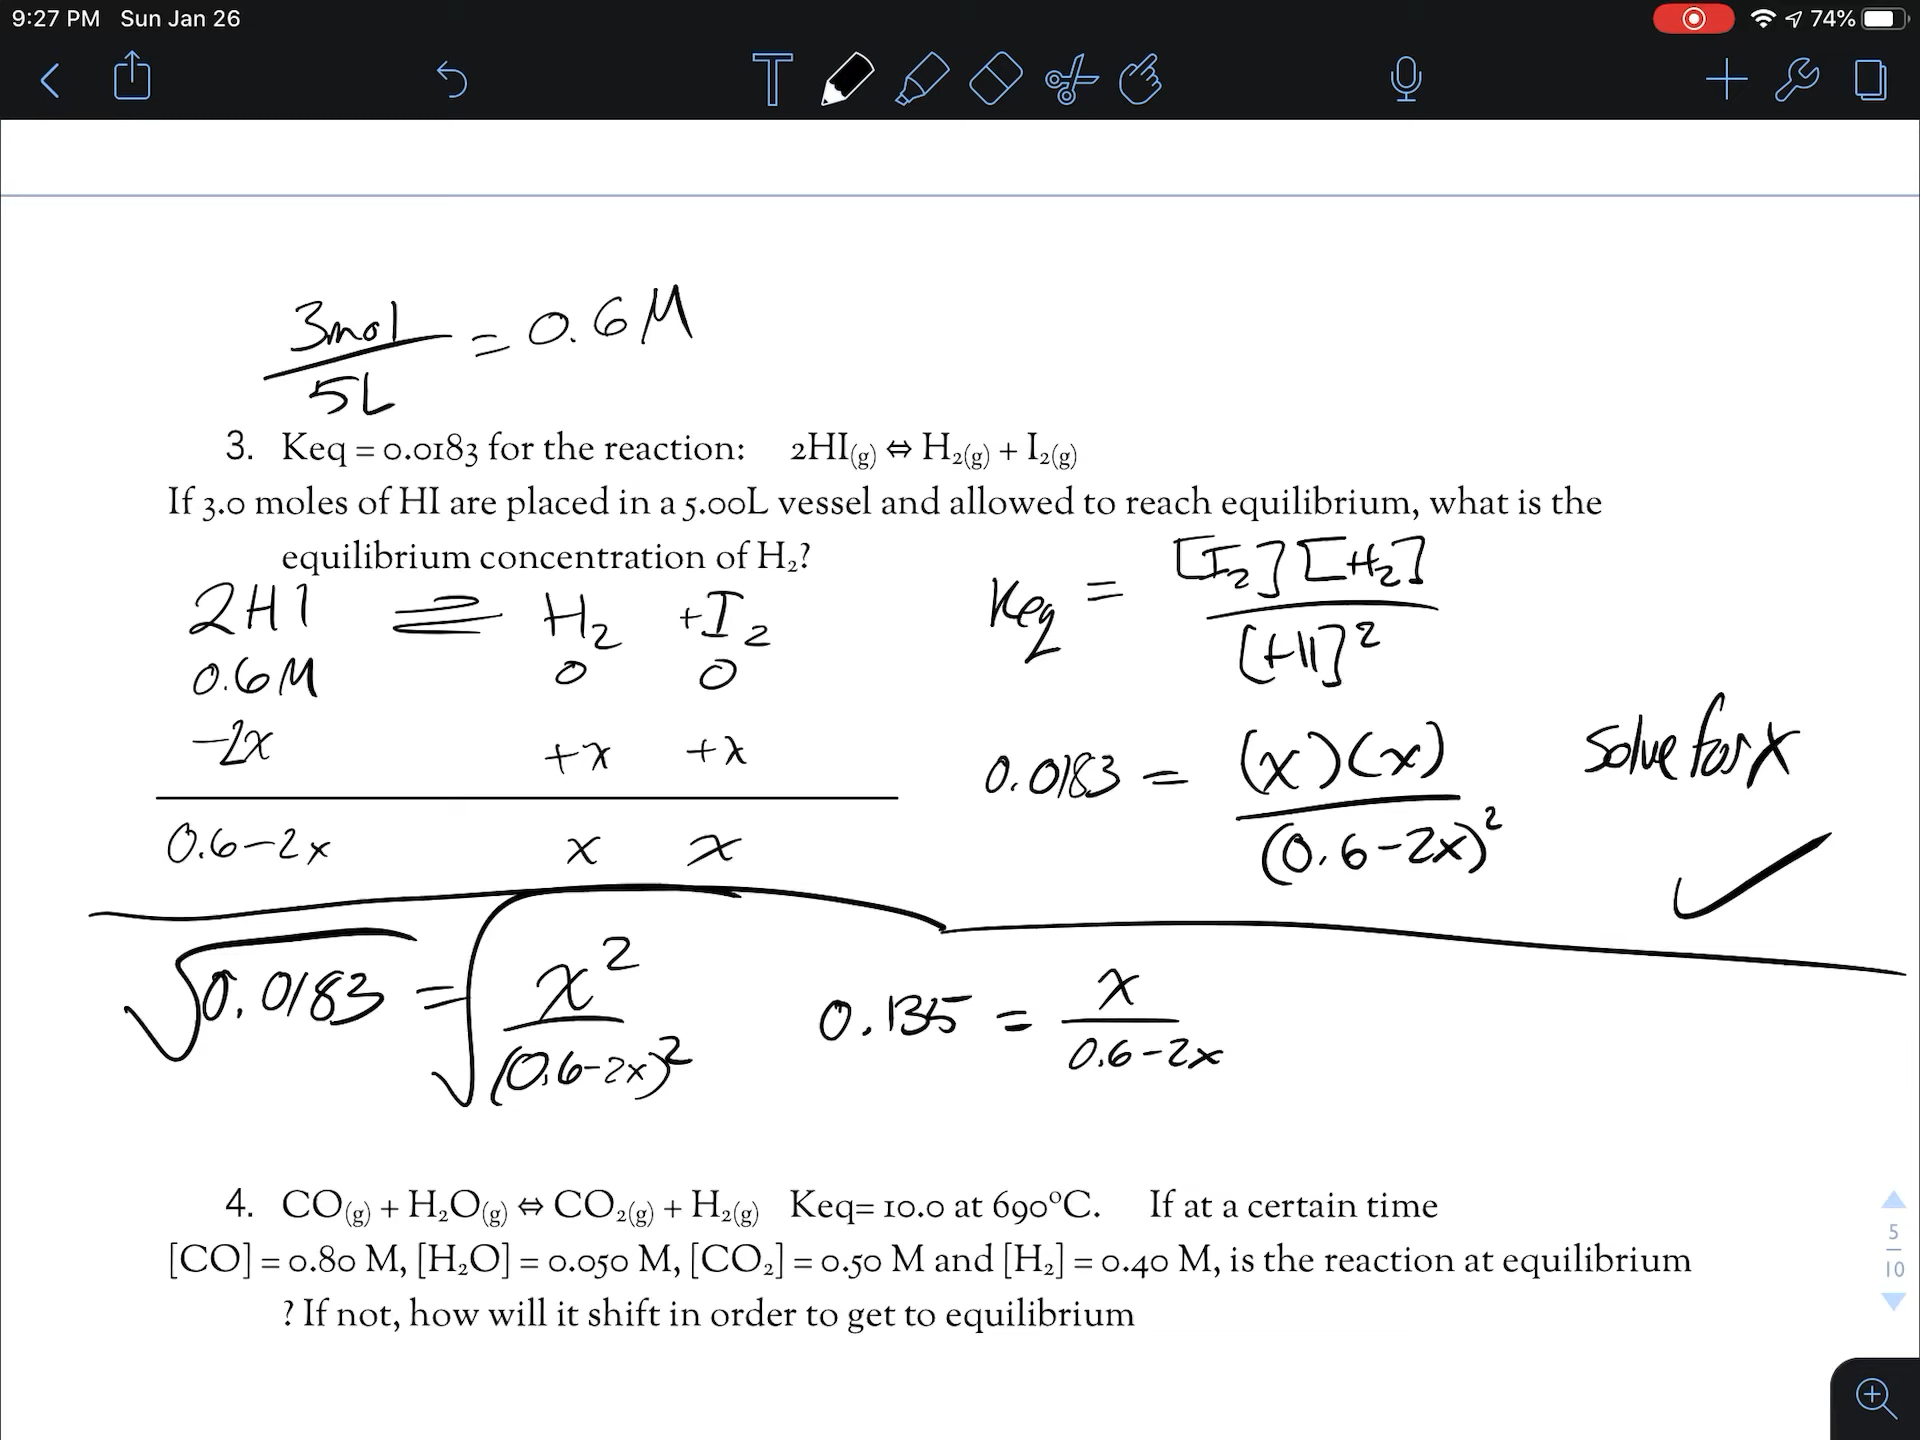 9:27 PM Sun Jan 26
74%
T
3mol
5L
= 0.6 M
3. Keq = 0.0183 for the reaction: 2HI(g) ⇔ H₂(g) + I₂(g)
If 3.0 moles of HI are placed in a 5.00L vessel and allowed to reach equilibrium, what is the
equilibrium concentration of H₂?
2HI ⇌ H₂ + I₂
0.6M 0 0
-2x +x +x
0.6-2x x x
Keq = [I₂][H₂]
[HI]²
0.0183 = (x)(x)
(0.6-2x)²
Solve for x ✓
√0.0183 = √x²
(0.6-2x)²
0.135 = x
0.6-2x
4. CO(g) + H₂O(g) ⇔ CO₂(g) + H₂(g) Keq= 10.0 at 690°C. If at a certain time
[CO] = 0.80 M, [H₂O] = 0.050 M, [CO₂] = 0.50 M and [H₂] = 0.40 M, is the reaction at equilibrium
? If not, how will it shift in order to get to equilibrium
5
10